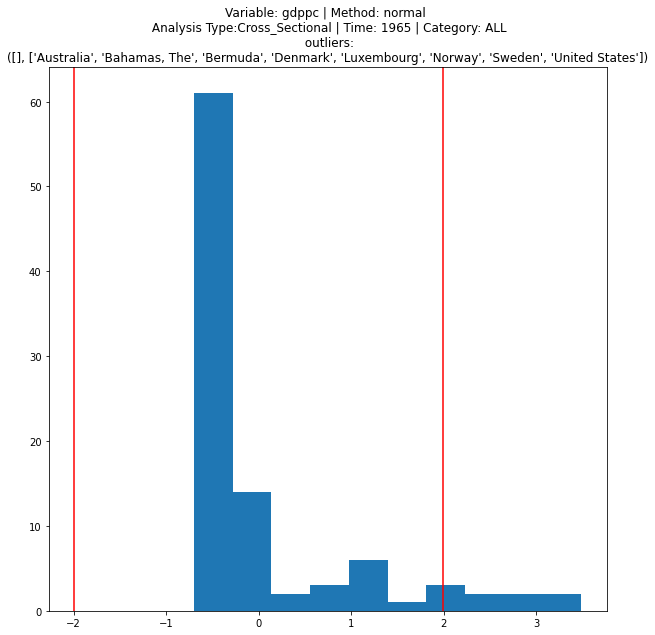 Variable: gdppc | Method: normal
Analysis Type:Cross_Sectional | Time: 1965 | Category: ALL
outliers:
([], ['Australia', 'Bahamas, The', 'Bermuda', 'Denmark', 'Luxembourg', 'Norway', 'Sweden', 'United States'])
60
50
40
30
20
10
0
−2 −1 0 1 2 3